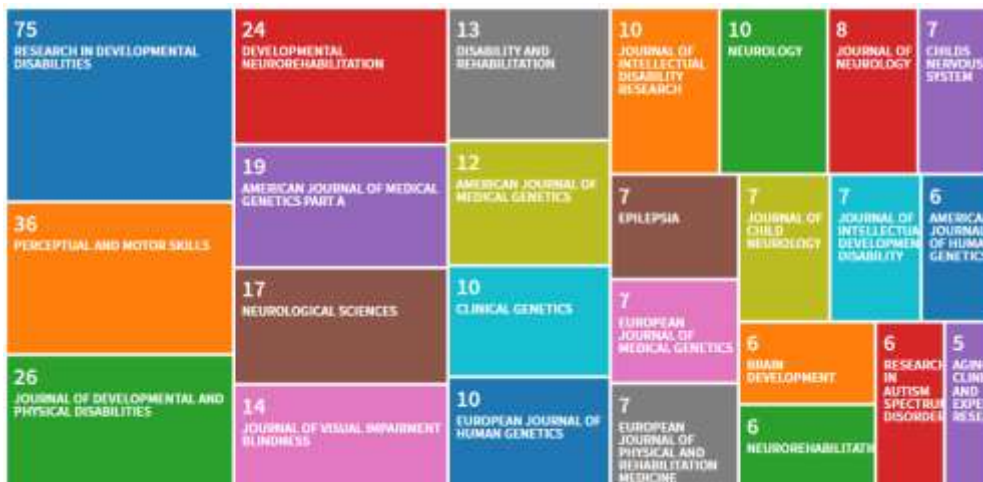 75
RESEARCH IN DEVELOPMENTAL
DISABILITIES
36
PERCEPTUAL AND MOTOR SKILLS
26
JOURNAL OF DEVELOPMENTAL AND
PHYSICAL DISABILITIES
24
DEVELOPMENTAL
NEUROREHABILITATION
19
AMERICAN JOURNAL OF MEDICAL
GENETICS PART A
17
NEUROLOGICAL SCIENCES
14
JOURNAL OF VISUAL IMPAIRMENT
BLINDNESS
13
DISABILITY AND
REHABILITATION
12
AMERICAN JOURNAL OF
MEDICAL GENETICS
10
CLINICAL GENETICS
10
EUROPEAN JOURNAL OF
HUMAN GENETICS
10
JOURNAL OF
INTELLECTUAL
DISABILITY
RESEARCH
10
NEUROLOGY
8
JOURNAL OF
NEUROLOGY
7
CHILDS
NERVOUS
SYSTEM
7
EPILEPSIA
7
EUROPEAN
JOURNAL OF
MEDICAL GENETICS
7
EUROPEAN
JOURNAL OF
PHYSICAL AND
REHABILITATION
MEDICINE
7
JOURNAL OF
CHILD
NEUROLOGY
7
JOURNAL OF
INTELLECTUA
DEVELOPMEN
DISABILITY
6
AMERICA
JOURNAL
OF HUMAN
GENETICS
6
BRAIN
DEVELOPMENT
6
NEUROREHABILITATI
6
RESEARCH
IN
AUTISM
SPECTRU
DISORDER
5
AGIN
CLINI
AND
EXPE
RESE